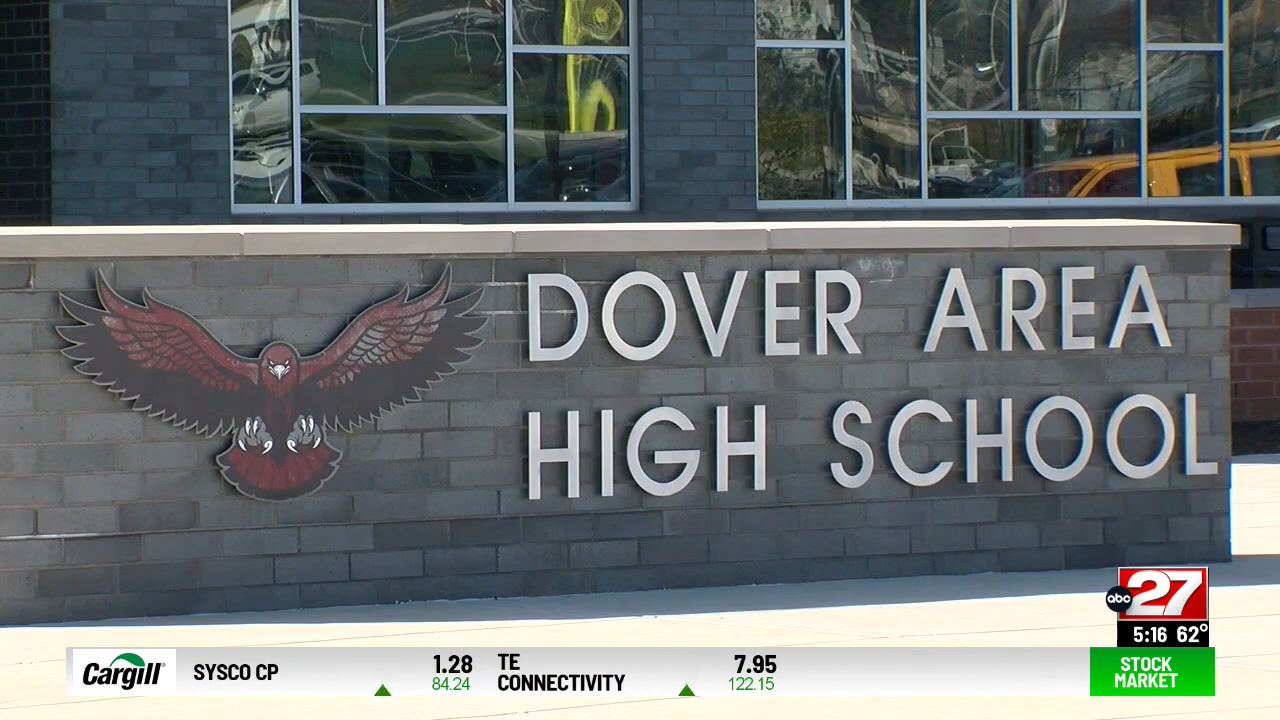 DOVER AREA
HIGH SCHOOL
abc 27
5:16 62°
Cargill SYSCO CP 1.28 84.24 TE CONNECTIVITY 7.95 122.15
STOCK
MARKET